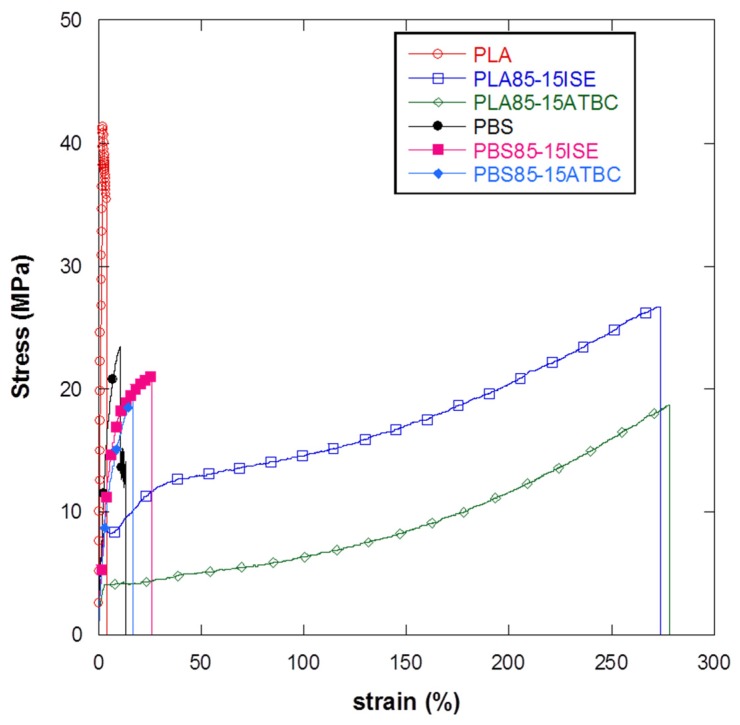 50
40
30
20
10
0
Stress (MPa)
PLA
PLA85-15ISE
PLA85-15ATBC
PBS
PBS85-15ISE
PBS85-15ATBC
0 50 100 150 200 250 300
strain (%)